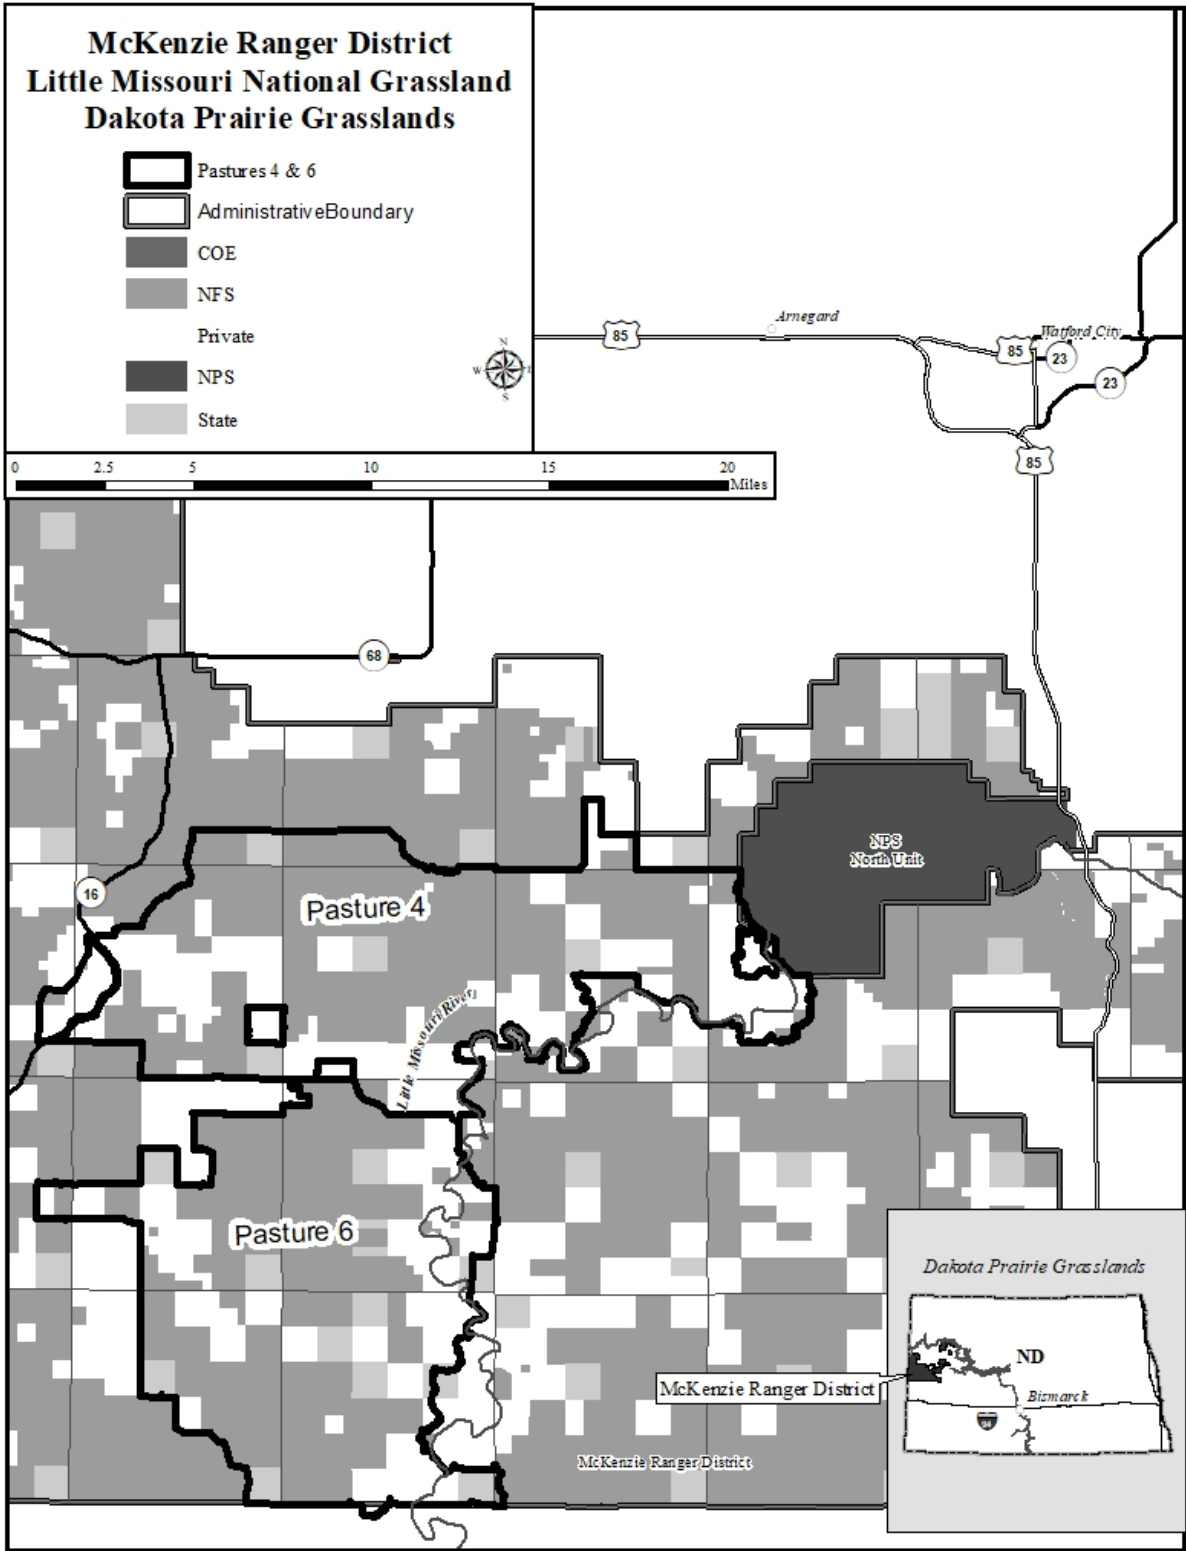 McKenzie Ranger District
Little Missouri National Grassland
Dakota Prairie Grasslands
Pastures 4 & 6
AdministrativeBoundary
COE
NFS
Private
NPS
State
N
W
S
0 2.5 5 10 15 20
Miles
85
Arnegard
85
Watford City
23
23
85
68
NPS
North Unit
16
Pasture 4
Little Missouri River
Pasture 6
Dakota Prairie Grasslands
ND
McKenzie Ranger District
Bismarck
94
McKenzie Ranger District